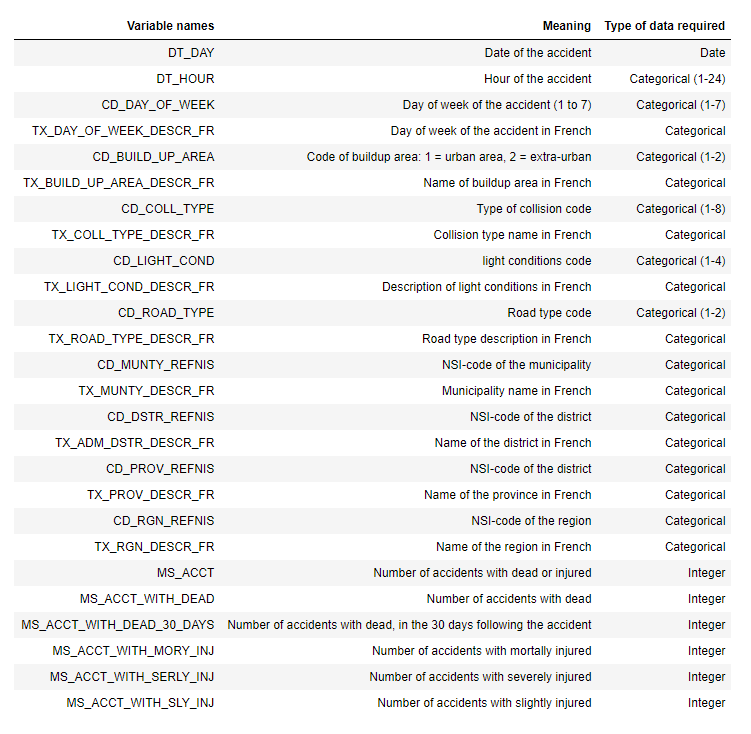 Variable names Meaning Type of data required
DT_DAY Date of the accident Date
DT_HOUR Hour of the accident Categorical (1-24)
CD_DAY_OF_WEEK Day of week of the accident (1 to 7) Categorical (1-7)
TX_DAY_OF_WEEK_DESCR_FR Day of week of the accident in French Categorical
CD_BUILD_UP_AREA Code of buildup area: 1 = urban area, 2 = extra-urban Categorical (1-2)
TX_BUILD_UP_AREA_DESCR_FR Name of buildup area in French Categorical
CD_COLL_TYPE Type of collision code Categorical (1-8)
TX_COLL_TYPE_DESCR_FR Collision type name in French Categorical
CD_LIGHT_COND light conditions code Categorical (1-4)
TX_LIGHT_COND_DESCR_FR Description of light conditions in French Categorical
CD_ROAD_TYPE Road type code Categorical (1-2)
TX_ROAD_TYPE_DESCR_FR Road type description in French Categorical
CD_MUNTY_REFNIS NSI-code of the municipality Categorical
TX_MUNTY_DESCR_FR Municipality name in French Categorical
CD_DSTR_REFNIS NSI-code of the district Categorical
TX_ADM_DSTR_DESCR_FR Name of the district in French Categorical
CD_PROV_REFNIS NSI-code of the district Categorical
TX_PROV_DESCR_FR Name of the province in French Categorical
CD_RGN_REFNIS NSI-code of the region Categorical
TX_RGN_DESCR_FR Name of the region in French Categorical
MS_ACCT Number of accidents with dead or injured Integer
MS_ACCT_WITH_DEAD Number of accidents with dead Integer
MS_ACCT_WITH_DEAD_30_DAYS Number of accidents with dead, in the 30 days following the accident Integer
MS_ACCT_WITH_MORY_INJ Number of accidents with mortally injured Integer
MS_ACCT_WITH_SERLY_INJ Number of accidents with severely injured Integer
MS_ACCT_WITH_SLY_INJ Number of accidents with slightly injured Integer